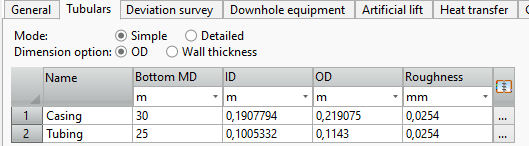 General Tubulars Deviation survey Downhole equipment Artificial lift Heat transfer
Mode: Simple Detailed
Dimension option: OD Wall thickness
Name Bottom MD ID OD Roughness
m m m mm
1 Casing 30 0,1907794 0,219075 0,0254 ...
2 Tubing 25 0,1005332 0,1143 0,0254 ...